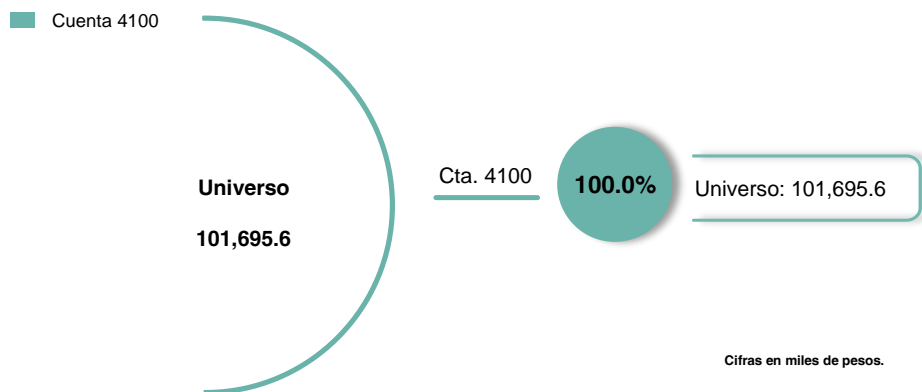 Cuenta 4100
Universo
101,695.6
Cta. 4100
100.0%
Universo: 101,695.6
Cifras en miles de pesos.